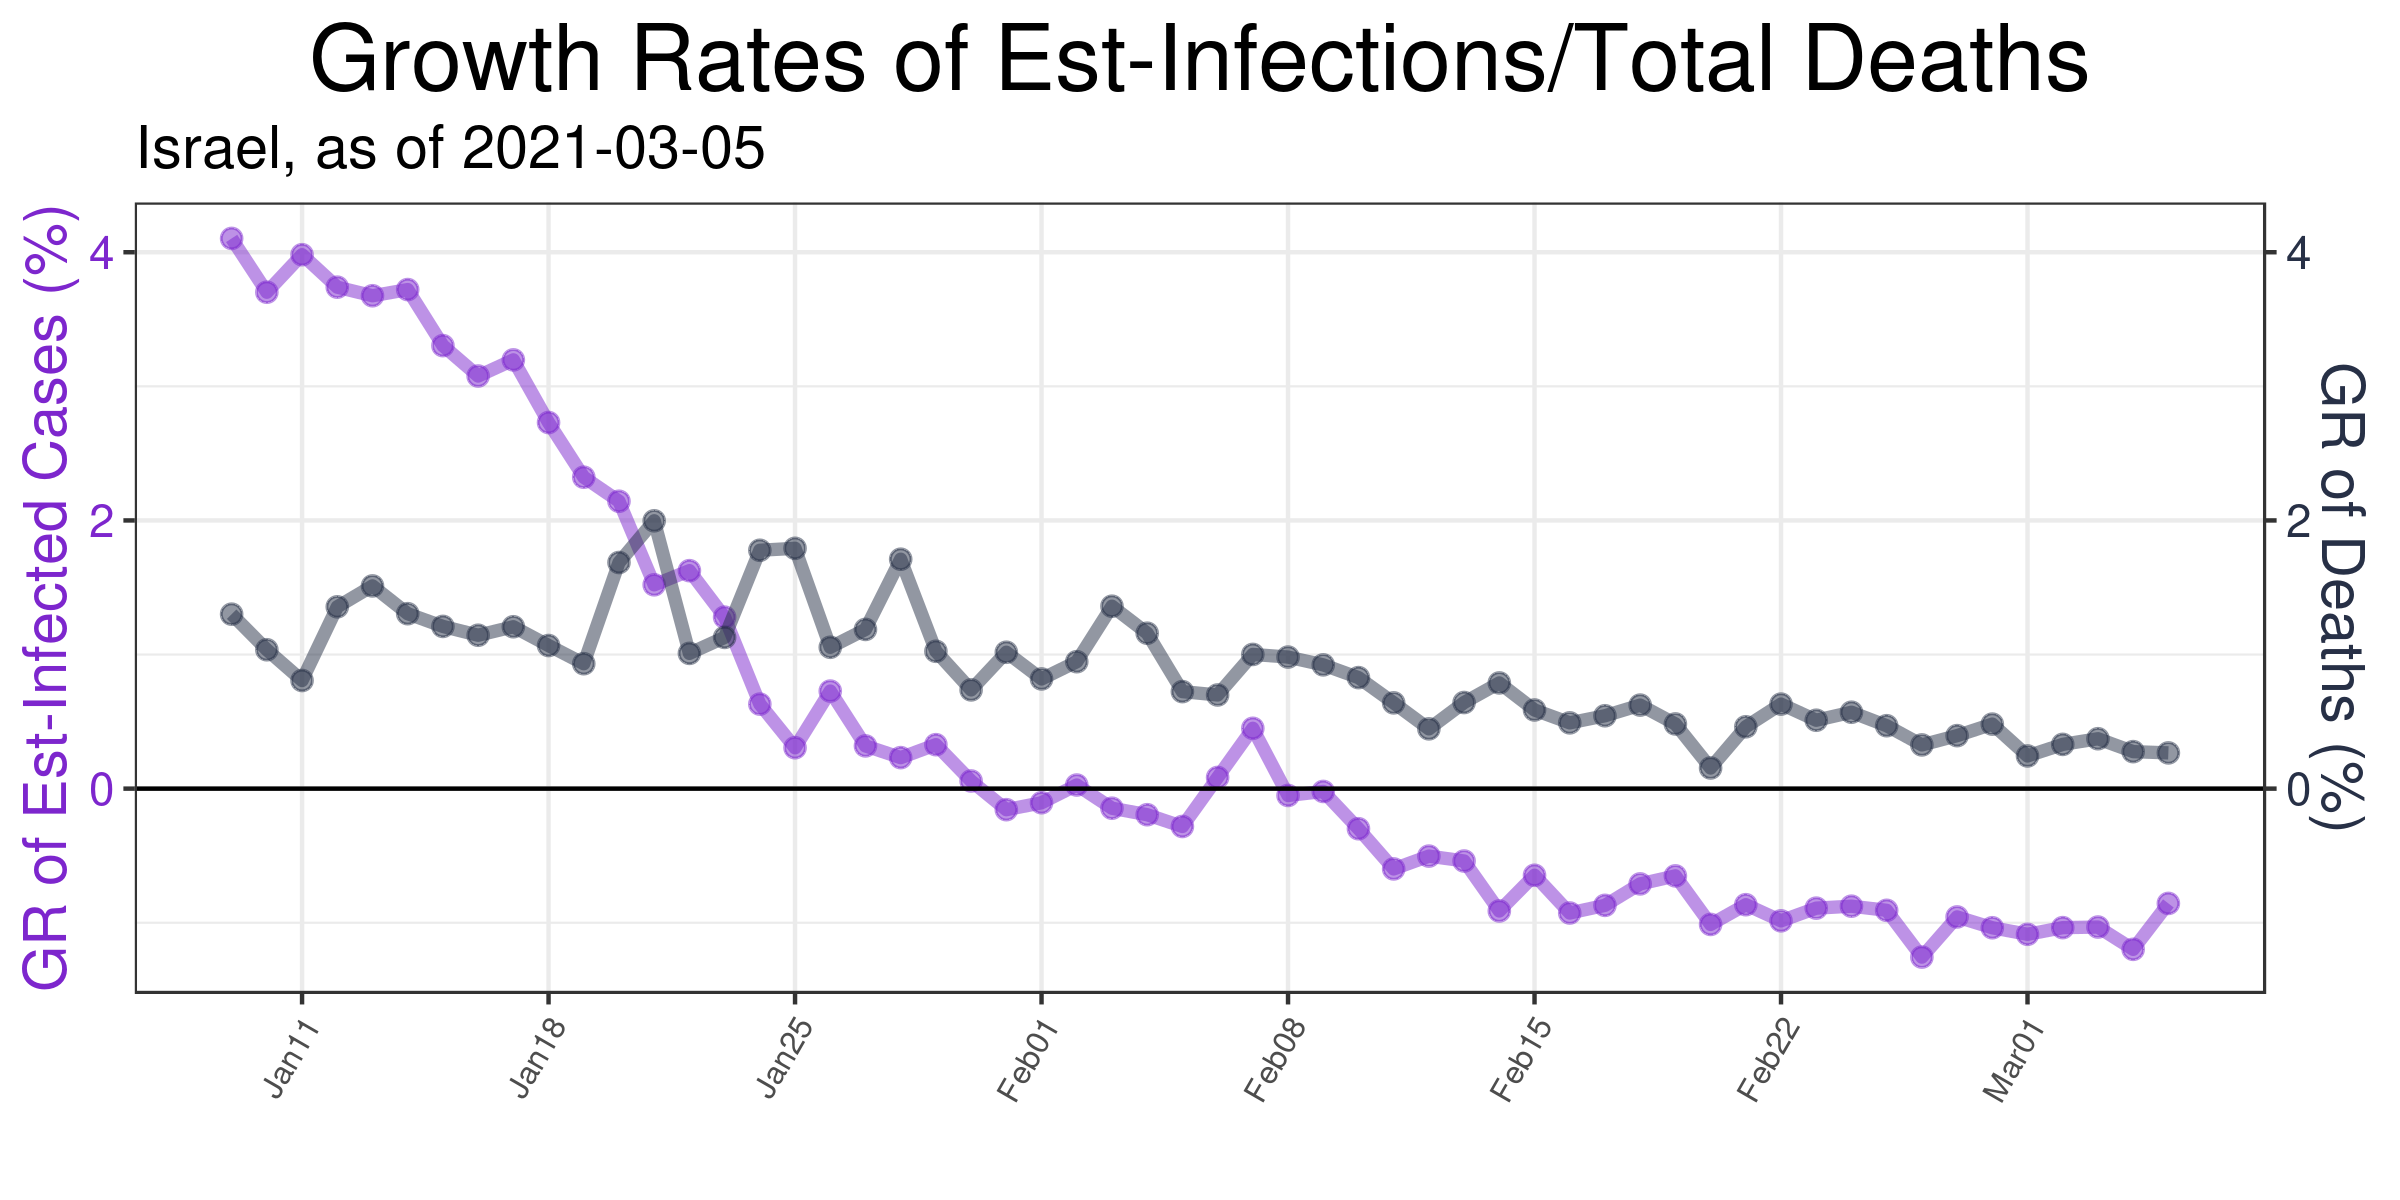 Growth Rates of Est-Infections/Total Deaths
Israel, as of 2021-03-05
GR of Est-Infected Cases (%)
4
2
0
4
2
0
GR of Deaths (%)
Jan11
Jan18
Jan25
Feb01
Feb08
Feb15
Feb22
Mar01